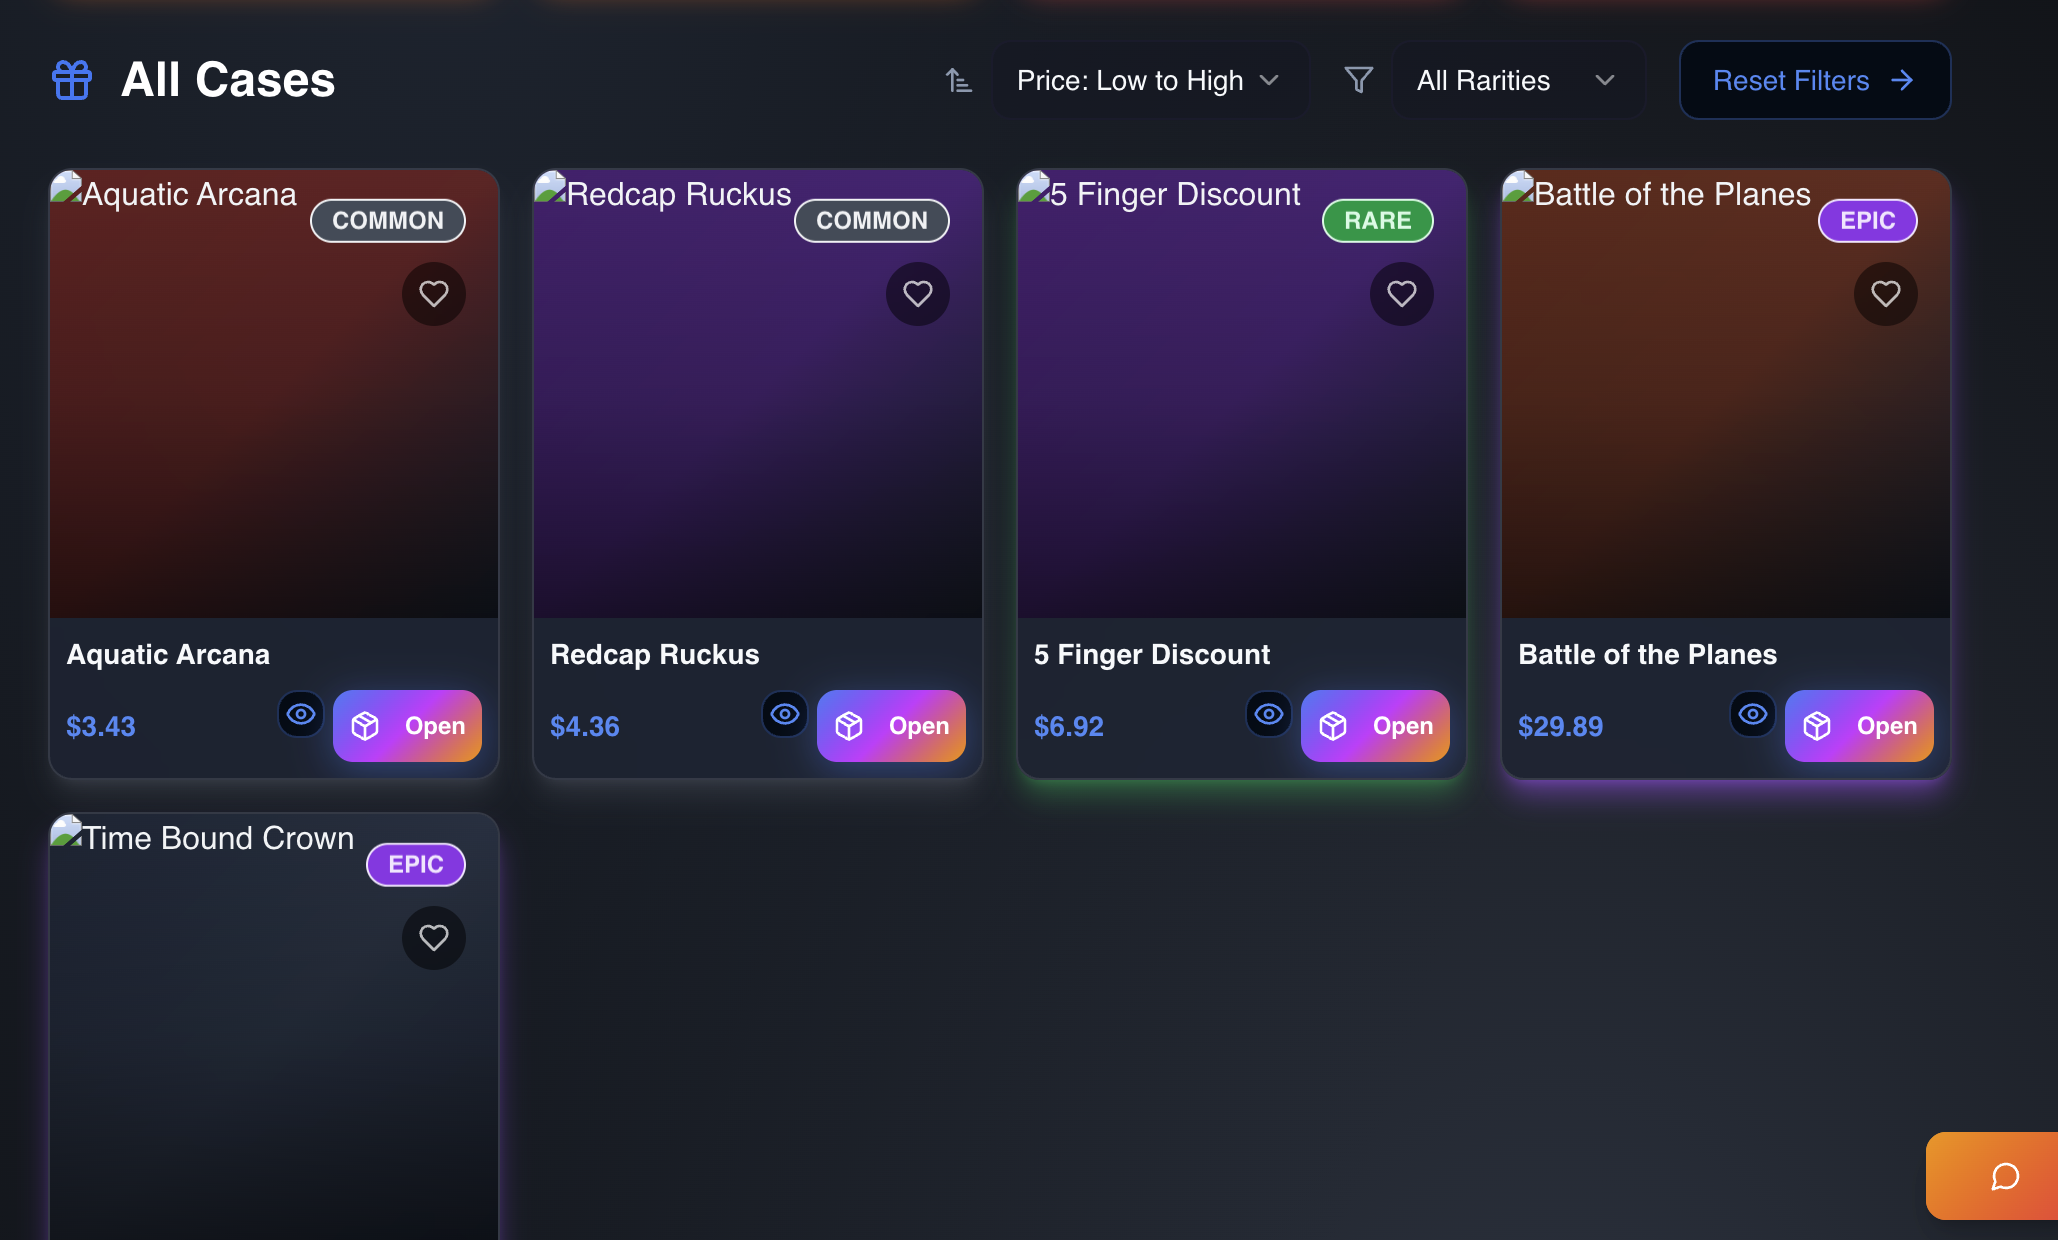 All Cases
Price: Low to High
All Rarities
Reset Filters
Aquatic Arcana
COMMON
Redcap Ruckus
COMMON
5 Finger Discount
RARE
Battle of the Planes
EPIC
Aquatic Arcana
$3.43
Open
Redcap Ruckus
$4.36
Open
5 Finger Discount
$6.92
Open
Battle of the Planes
$29.89
Open
Time Bound Crown
EPIC